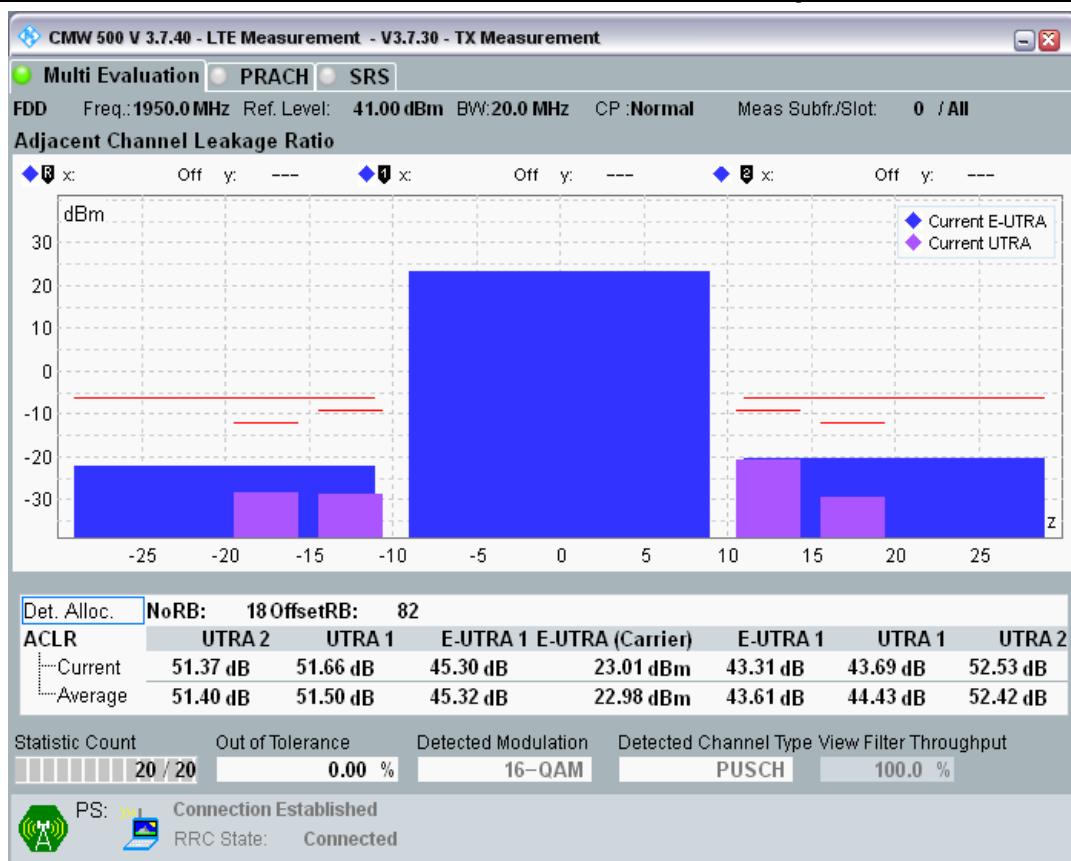 CMW 500 V 3.7.40 - LTE Measurement - V3.7.30 - TX Measurement
Multi Evaluation PRACH SRS
FDD Freq.: 1950.0 MHz Ref. Level: 41.00 dBm BW: 20.0 MHz CP : Normal Meas Subfr./Slot: 0 / All
Adjacent Channel Leakage Ratio
R x: Off y: --- 1 x: Off y: --- 2 x: Off y: ---
dBm
Current E-UTRA
Current UTRA
30
20
10
0
-10
-20
-30
z
-25 -20 -15 -10 -5 0 5 10 15 20 25
Det. Alloc. NoRB: 18 OffsetRB: 82
ACLR UTRA 2 UTRA 1 E-UTRA 1 E-UTRA (Carrier) E-UTRA 1 UTRA 1 UTRA 2
Current 51.37 dB 51.66 dB 45.30 dB 23.01 dBm 43.31 dB 43.69 dB 52.53 dB
Average 51.40 dB 51.50 dB 45.32 dB 22.98 dBm 43.61 dB 44.43 dB 52.42 dB
Statistic Count Out of Tolerance Detected Modulation Detected Channel Type View Filter Throughput
20 / 20 0.00 % 16-QAM PUSCH 100.0 %
PS: Connection Established
RRC State: Connected